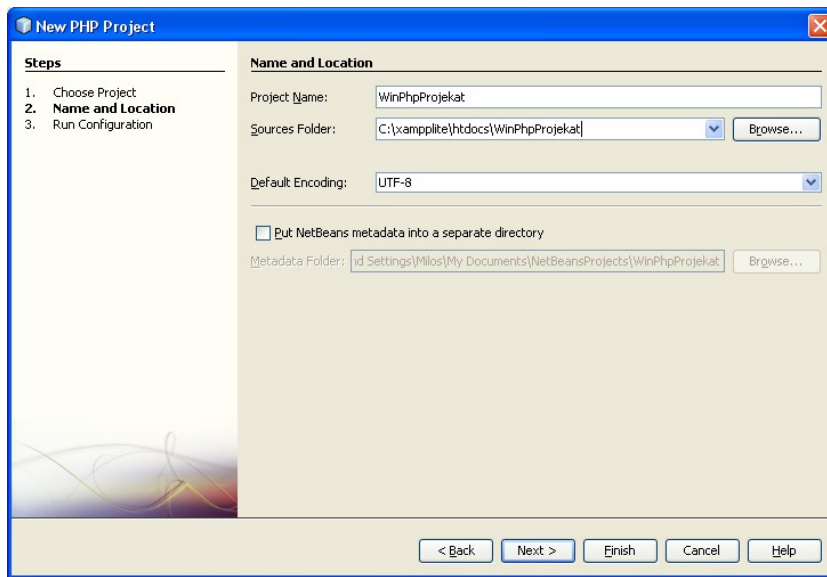 New PHP Project
Steps
1. Choose Project
2. Name and Location
3. Run Configuration
Name and Location
Project Name: WinPhpProjekat
Sources Folder: C:\xampplite\htdocs\WinPhpProjekat Browse...
Default Encoding: UTF-8
Put NetBeans metadata into a separate directory
Metadata Folder: nd Settings\Milos\My Documents\NetBeansProjects\WinPhpProjekat Browse...
< Back Next > Finish Cancel Help